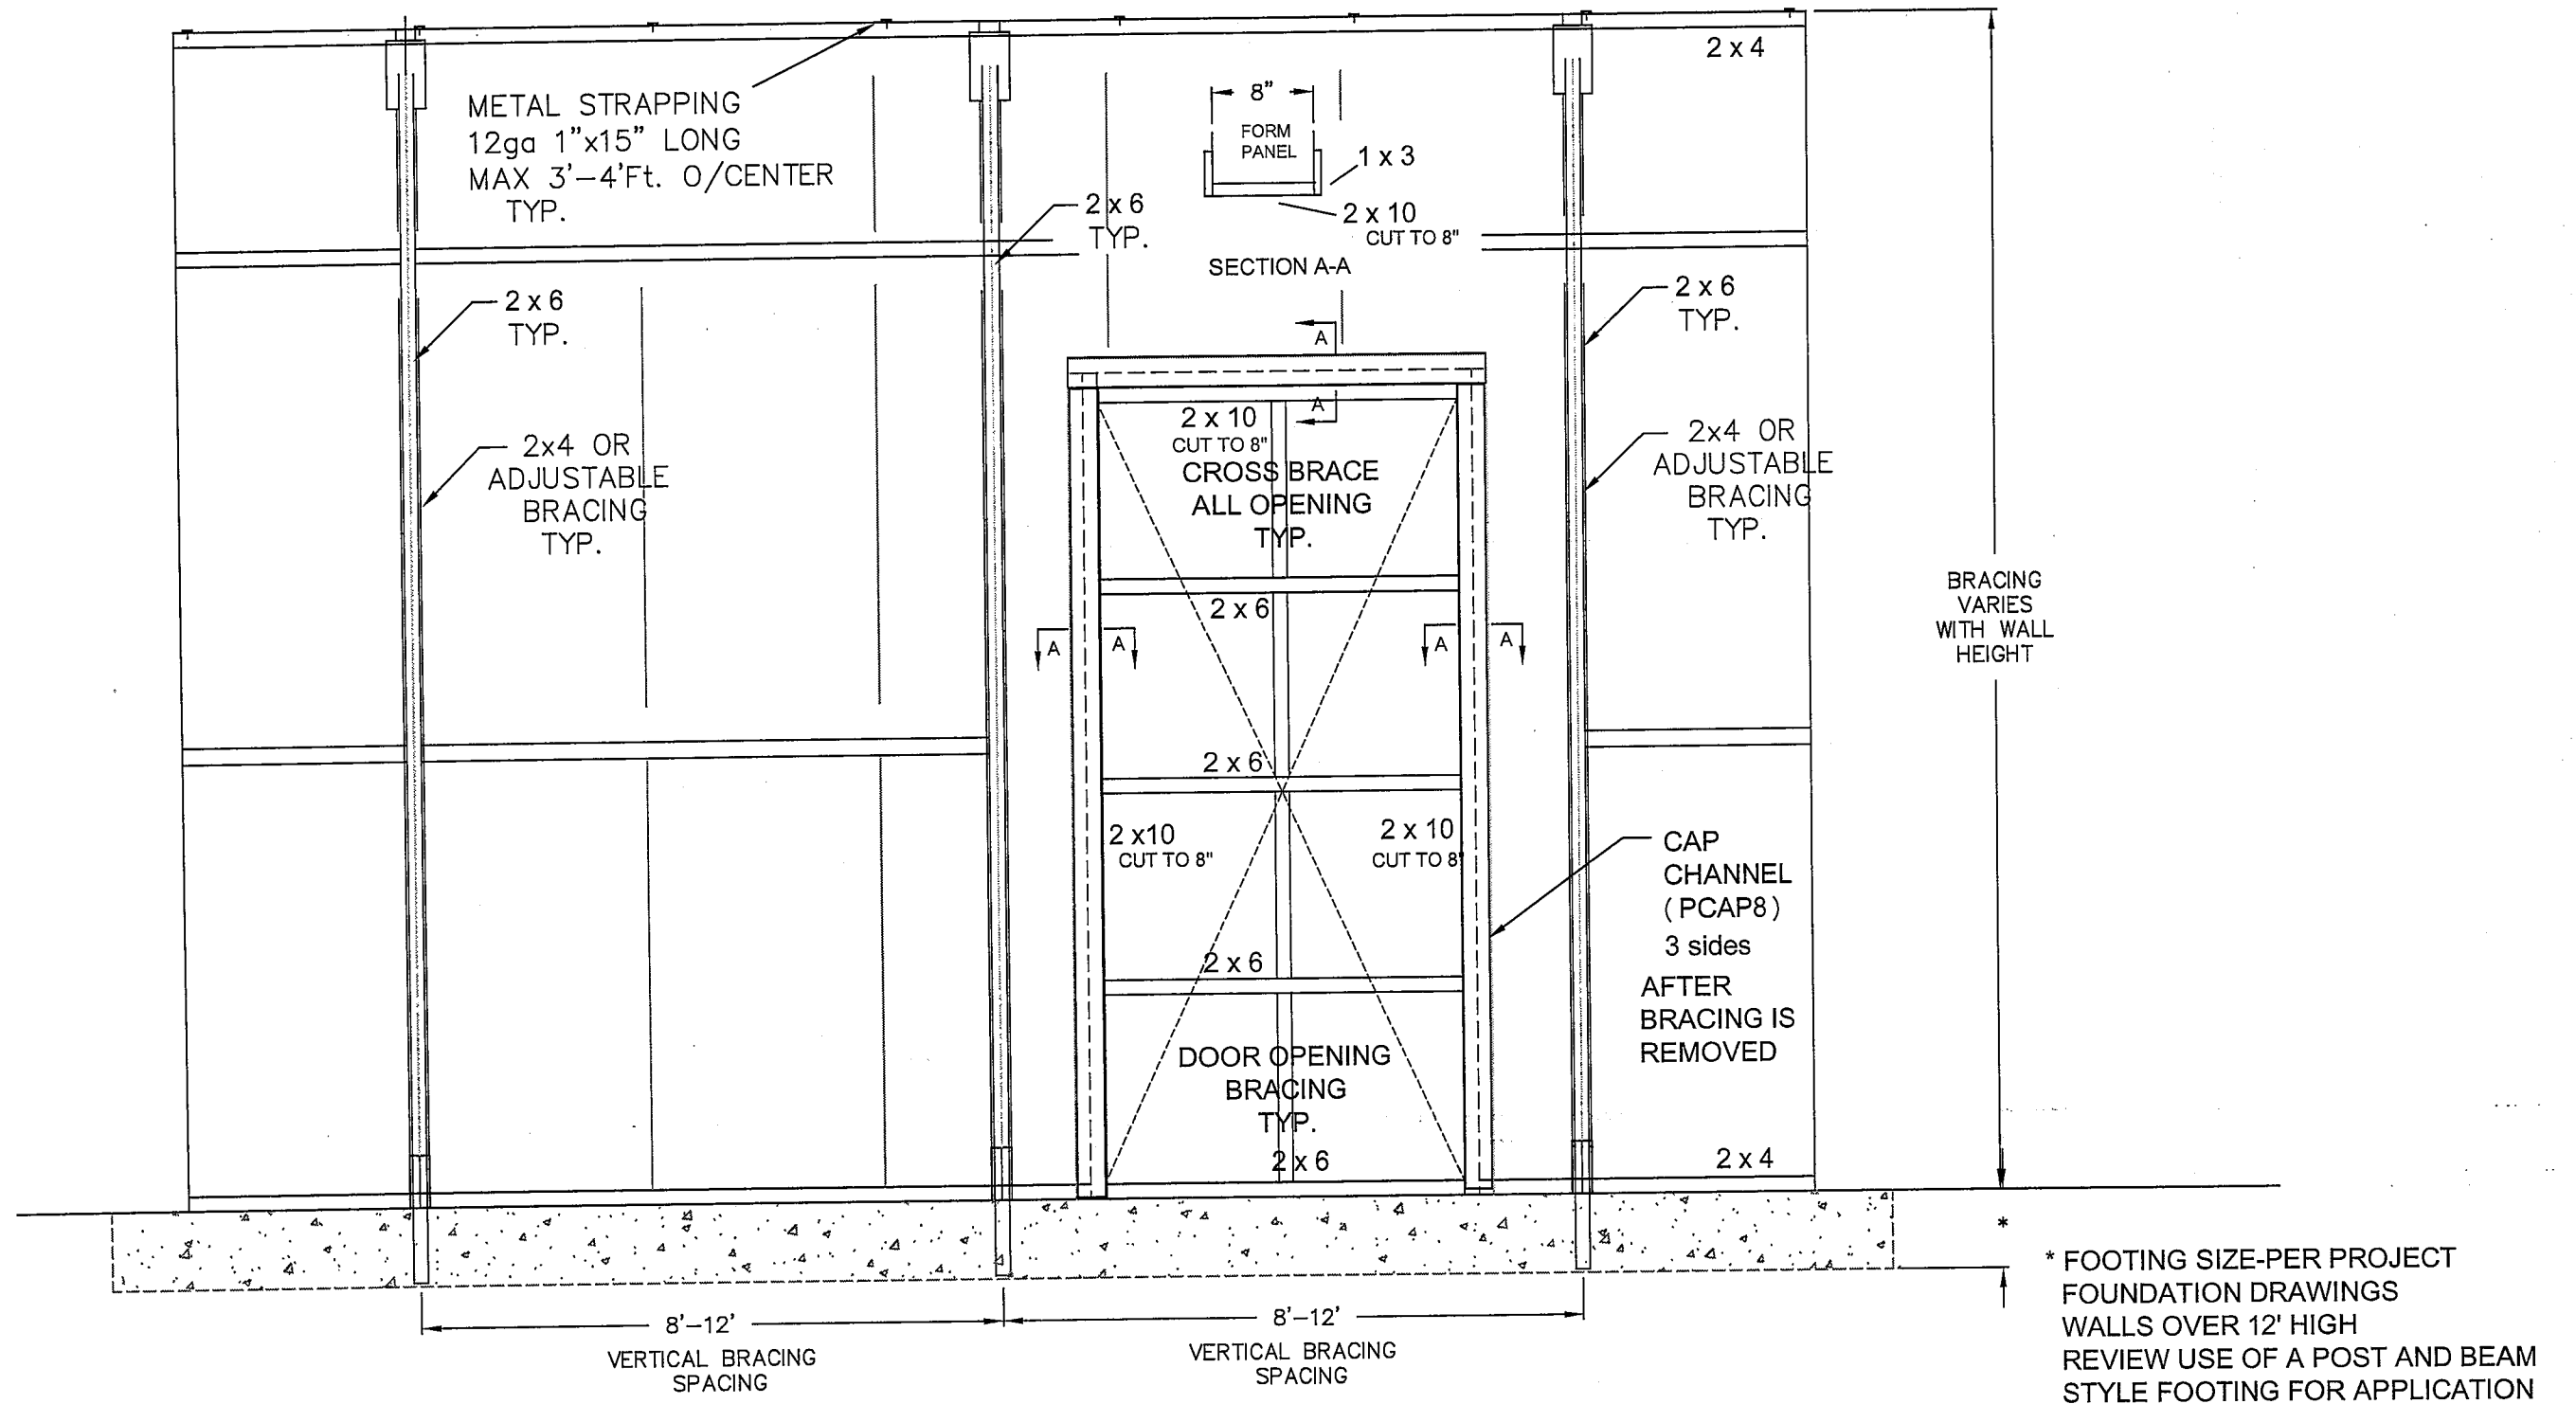 2 x 4
METAL STRAPPING
12ga 1"x15" LONG
MAX 3'-4'Ft. O/CENTER
TYP.
8"
FORM
PANEL
1 x 3
2 x 10
CUT TO 8"
SECTION A-A
2 x 6
TYP.
2 x 6
TYP.
2 x 6
TYP.
A
A
2 x 10
CUT TO 8"
CROSS BRACE
ALL OPENING
TYP.
2x4 OR
ADJUSTABLE
BRACING
TYP.
2x4 OR
ADJUSTABLE
BRACING
TYP.
BRACING
VARIES
WITH WALL
HEIGHT
2 x 6
A
A
A
A
2 x 6
2 x10
CUT TO 8"
2 x 10
CUT TO 8"
CAP
CHANNEL
( PCAP8 )
3 sides
AFTER
BRACING IS
REMOVED
2 x 6
DOOR OPENING
BRACING
TYP.
2 x 6
2 x 4
*
* FOOTING SIZE-PER PROJECT
FOUNDATION DRAWINGS
WALLS OVER 12' HIGH
REVIEW USE OF A POST AND BEAM
STYLE FOOTING FOR APPLICATION
8'-12'
VERTICAL BRACING
SPACING
8'-12'
VERTICAL BRACING
SPACING